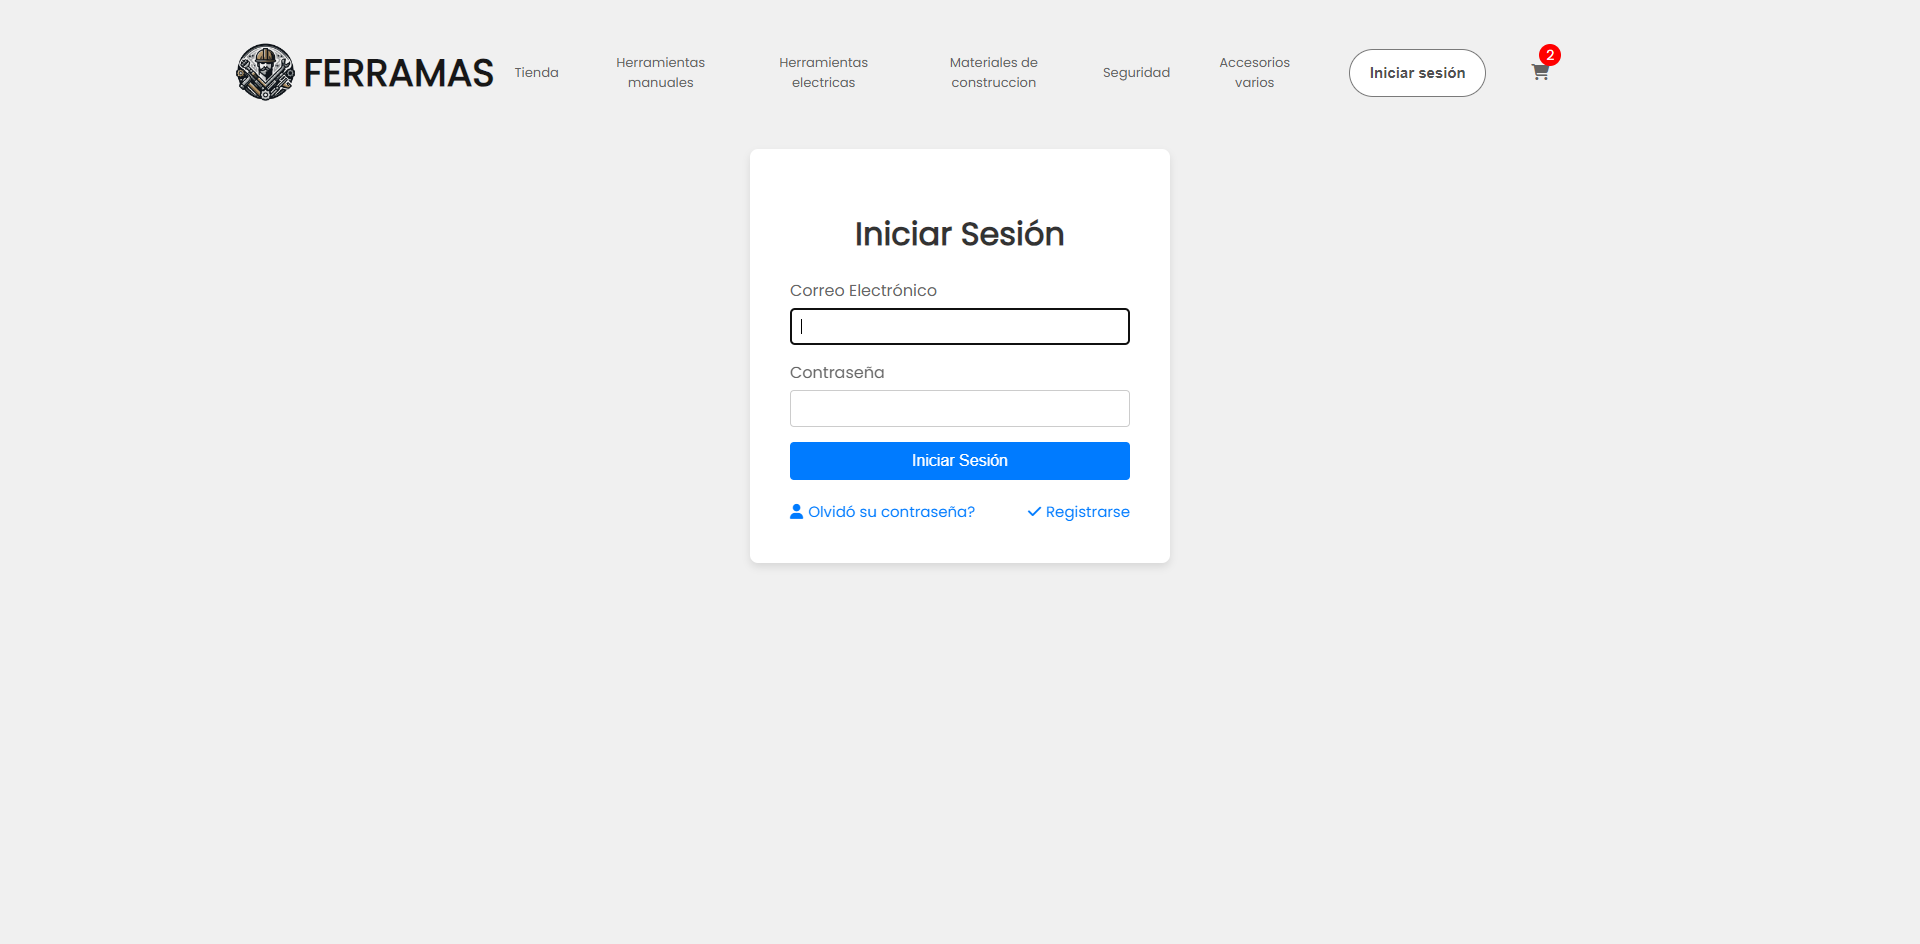 FERRAMAS
Tienda
Herramientas
manuales
Herramientas
electricas
Materiales de
construccion
Seguridad
Accesorios
varios
Iniciar sesión
2
Iniciar Sesión
Correo Electrónico
Contraseña
Iniciar Sesión
Olvidó su contraseña?
Registrarse